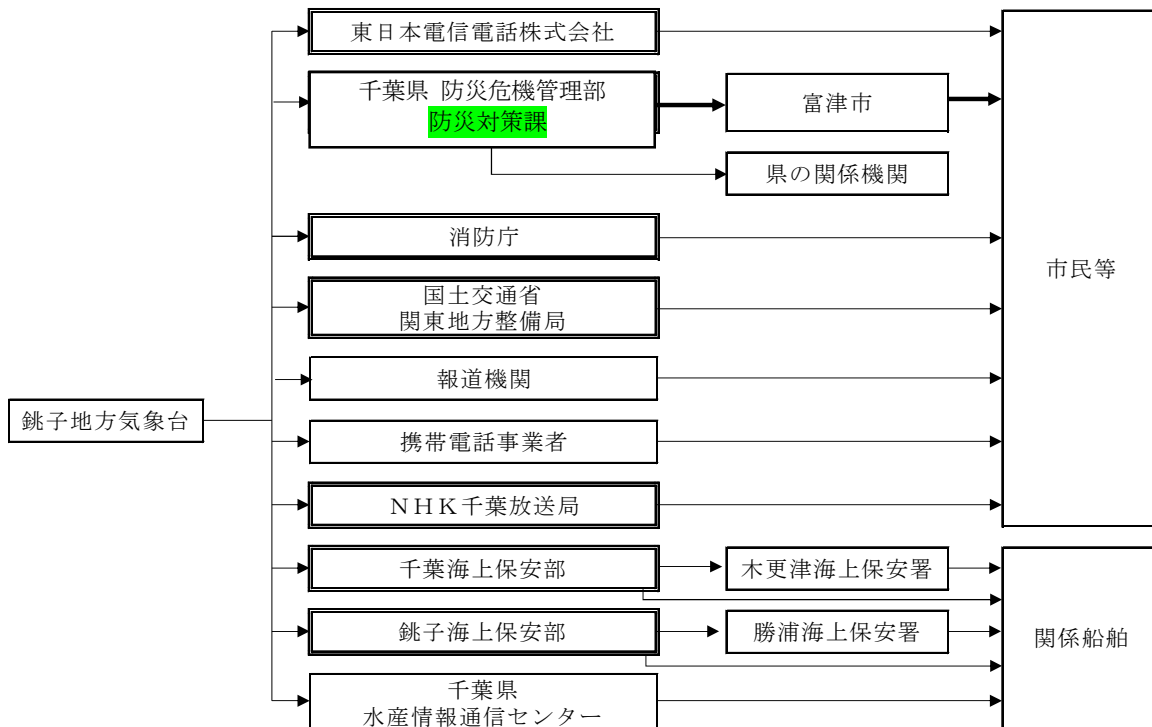 東日本電信電話株式会社
千葉県 防災危機管理部
防災対策課
富津市
県の関係機関
消防庁
市民等
国土交通省
関東地方整備局
報道機関
銚子地方気象台
携帯電話事業者
ＮＨＫ千葉放送局
千葉海上保安部
木更津海上保安署
銚子海上保安部
勝浦海上保安署
関係船舶
千葉県
水産情報通信センター